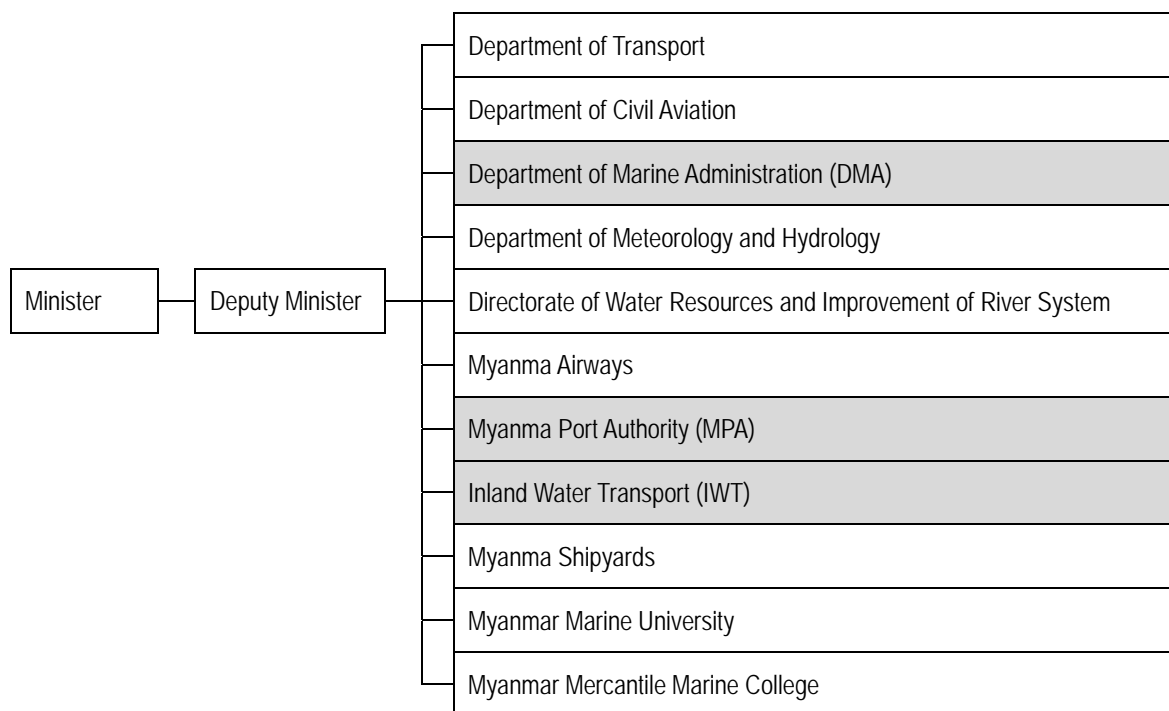 Department of Transport
Department of Civil Aviation
Department of Marine Administration (DMA)
Department of Meteorology and Hydrology
Minister
Deputy Minister
Directorate of Water Resources and Improvement of River System
Myanma Airways
Myanma Port Authority (MPA)
Inland Water Transport (IWT)
Myanma Shipyards
Myanmar Marine University
Myanmar Mercantile Marine College